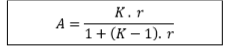 A = K . r / 1 + (K − 1). r